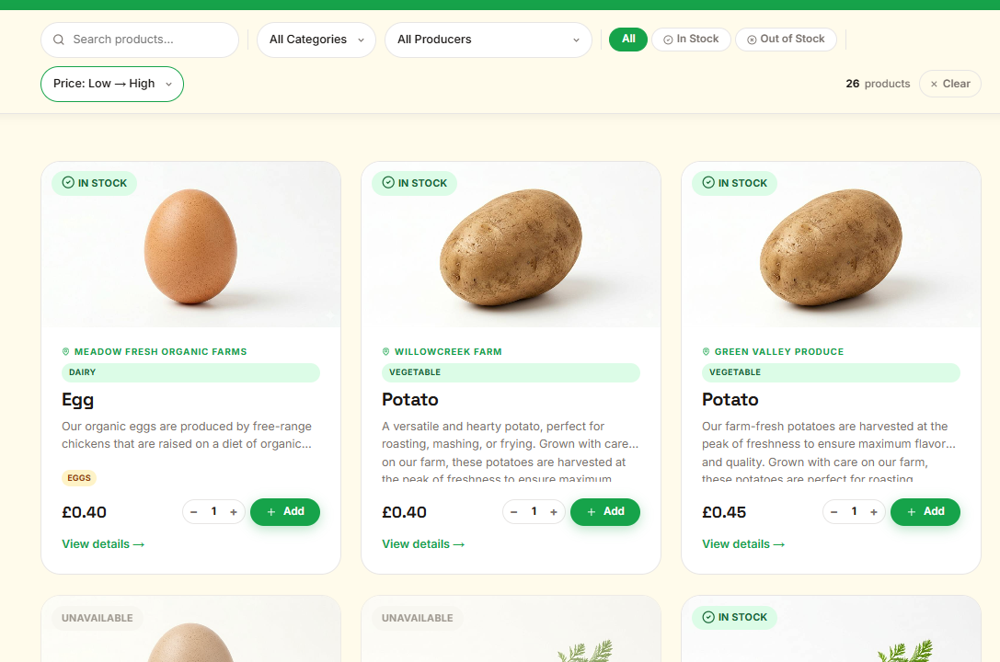 Search products...
All Categories
All Producers
All
In Stock
Out of Stock
Price: Low → High
26 products
Clear
IN STOCK
MEADOW FRESH ORGANIC FARMS
DAIRY
Egg
Our organic eggs are produced by free-range
chickens that are raised on a diet of organic...
EGGS
£0.40
− 1 +
+ Add
View details →
IN STOCK
WILLOWCREEK FARM
VEGETABLE
Potato
A versatile and hearty potato, perfect for
roasting, mashing, or frying. Grown with care...
on our farm, these potatoes are harvested at
the peak of freshness to ensure maximum
£0.40
− 1 +
+ Add
View details →
IN STOCK
GREEN VALLEY PRODUCE
VEGETABLE
Potato
Our farm-fresh potatoes are harvested at the
peak of freshness to ensure maximum flavor...
and quality. Grown with care on our farm,
these potatoes are perfect for roasting
£0.45
− 1 +
+ Add
View details →
UNAVAILABLE
UNAVAILABLE
IN STOCK